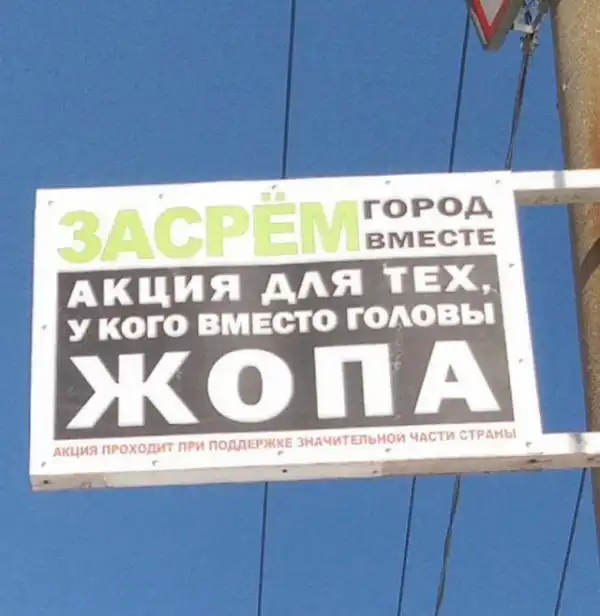 ЗАСРЁМ ГОРОД ВМЕСТЕ
АКЦИЯ ДЛЯ ТЕХ,
У КОГО ВМЕСТО ГОЛОВЫ
ЖОПА
АКЦИЯ ПРОХОДИТ ПРИ ПОДДЕРЖКЕ ЗНАЧИТЕЛЬНОЙ ЧАСТИ СТРАНЫ